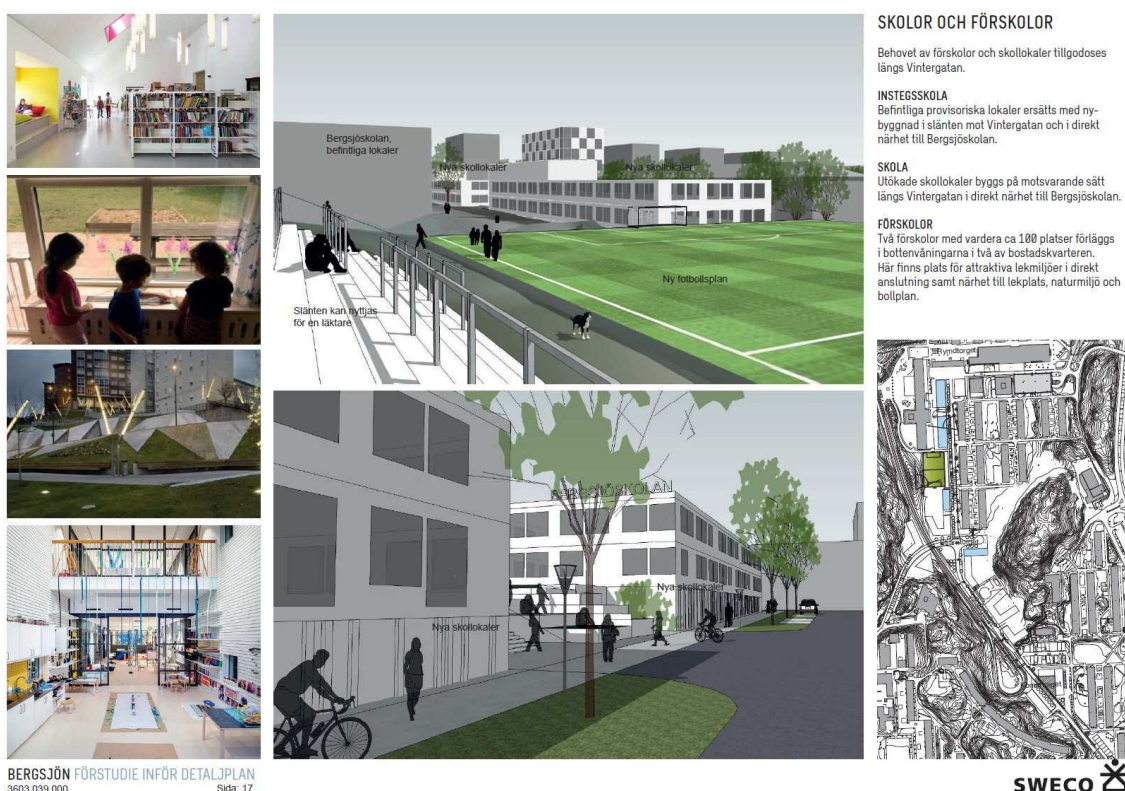 SKOLOR OCH FÖRSKOLOR
Behovet av förskolor och skollokaler tillgodoses
längs Vintergatan.
INSTEGSSKOLA
Befintliga provisoriska lokaler ersätts med ny-
byggnad i slänten mot Vintergatan och i direkt
närhet till Bergsjöskolan.
SKOLA
Utökade skollokaler byggs på motsvarande sätt
längs Vintergatan i direkt närhet till Bergsjöskolan.
FÖRSKOLOR
Två förskolor med vardera ca 100 platser förläggs
i bottenvåningarna i två av bostadskvarteren.
Här finns plats för attraktiva lekmiljöer i direkt
anslutning samt närhet till lekplats, naturmiljö och
bollplan.
Bergsjöskolan,
befintliga lokaler
Nya skollokaler
Nya skollokaler
Ny fotbollsplan
Slänten kan nyttjas
för en läktare
BERGSJÖSKOLAN
Nya skollokaler
Nya skollokaler
Rymdtorget
BERGSJÖN FÖRSTUDIE INFÖR DETALJPLAN
3603 039 000
Sida: 17
SWECO